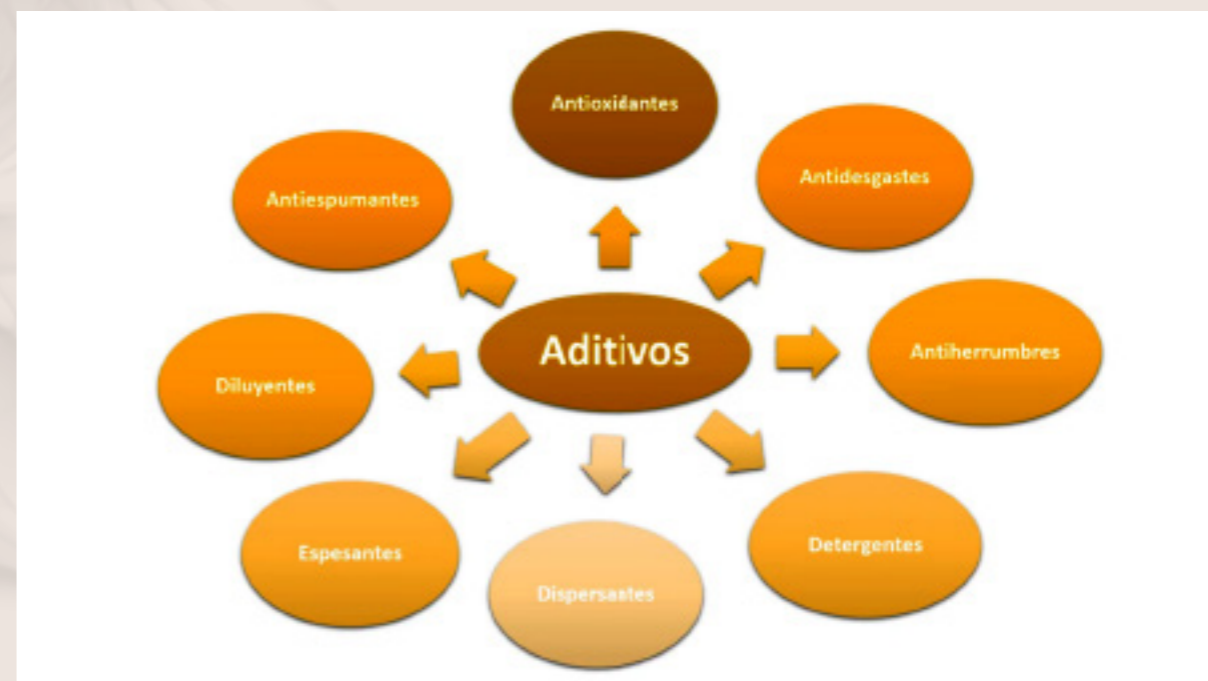 Antioxidantes
Antidesgastes
Antiespumantes
Aditivos
Antiherrumbres
Diluyentes
Espesantes
Detergentes
Dispersastes